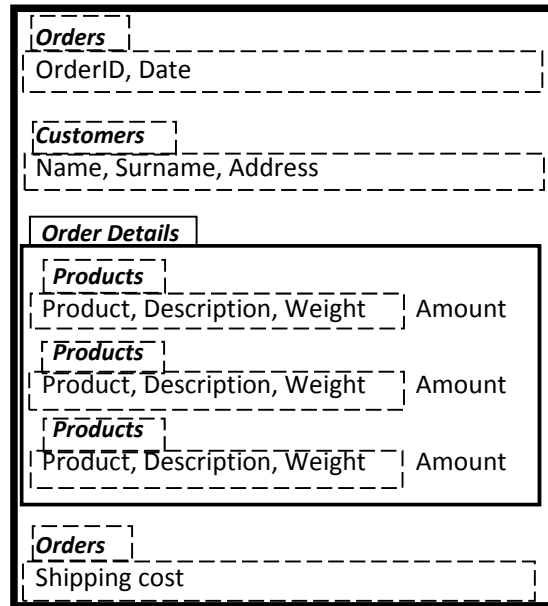 Orders
OrderID, Date
Customers
Name, Surname, Address
Order Details
Products
Product, Description, Weight Amount
Products
Product, Description, Weight Amount
Products
Product, Description, Weight Amount
Orders
Shipping cost